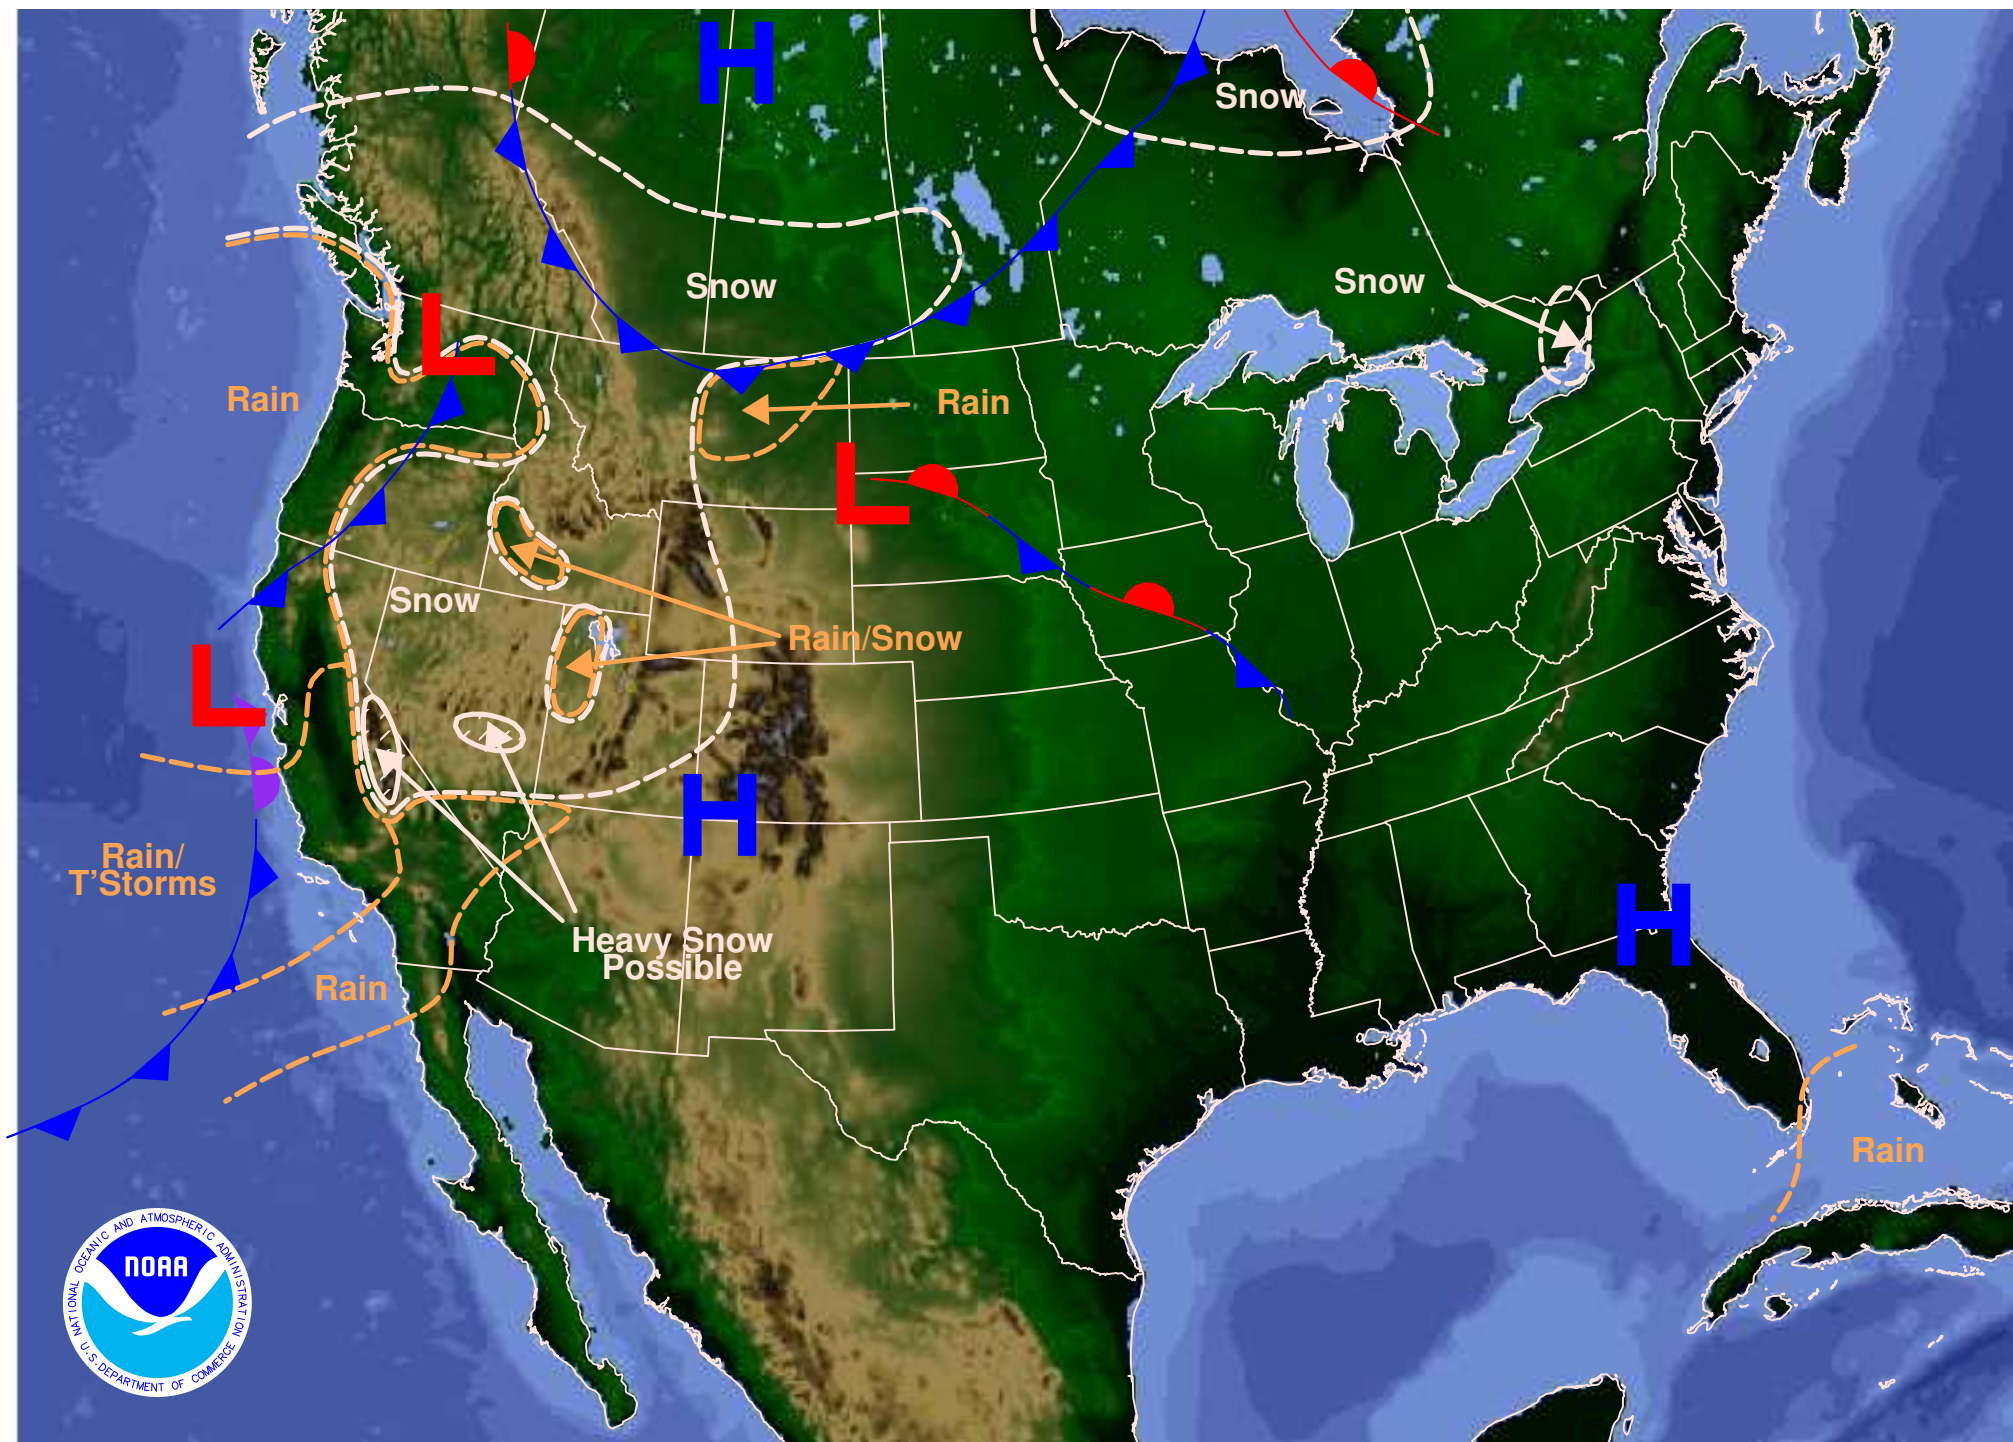 H
Snow
Snow
Snow
L
Rain
Rain
L
Snow
Rain/Snow
L
H
Rain/
T'Storms
H
Heavy Snow
Possible
Rain
Rain
NATIONAL OCEANIC AND ATMOSPHERIC ADMINISTRATION
NOAA
U.S. DEPARTMENT OF COMMERCE